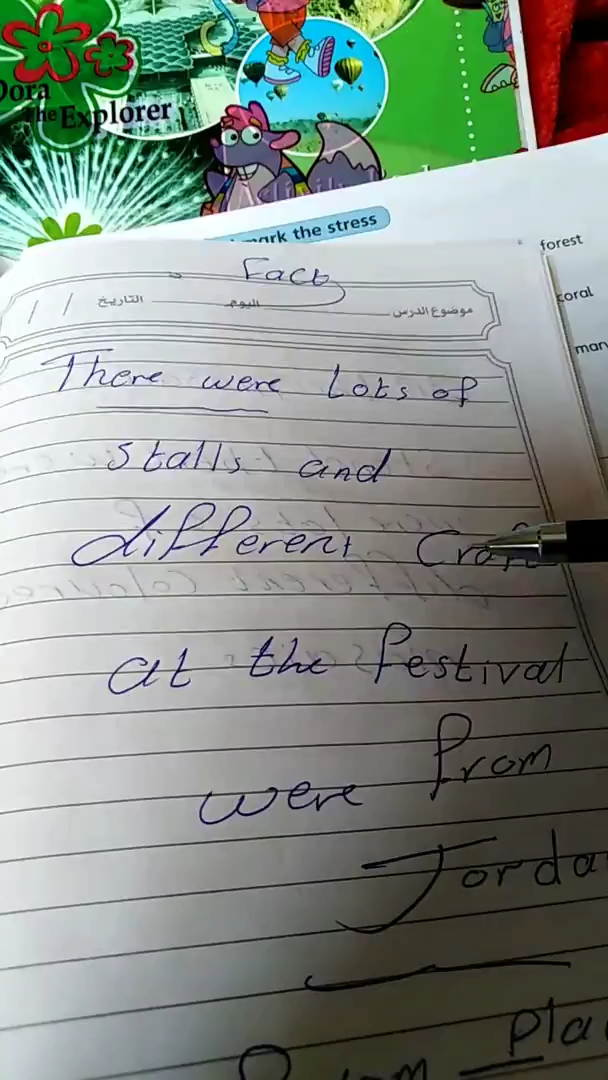 Dora
the Explorer
mark the stress
forest
coral
Fact
موضوع الدرس اليوم التاريخ / /
There were Lots of
stalls and
different
at the festival
were from